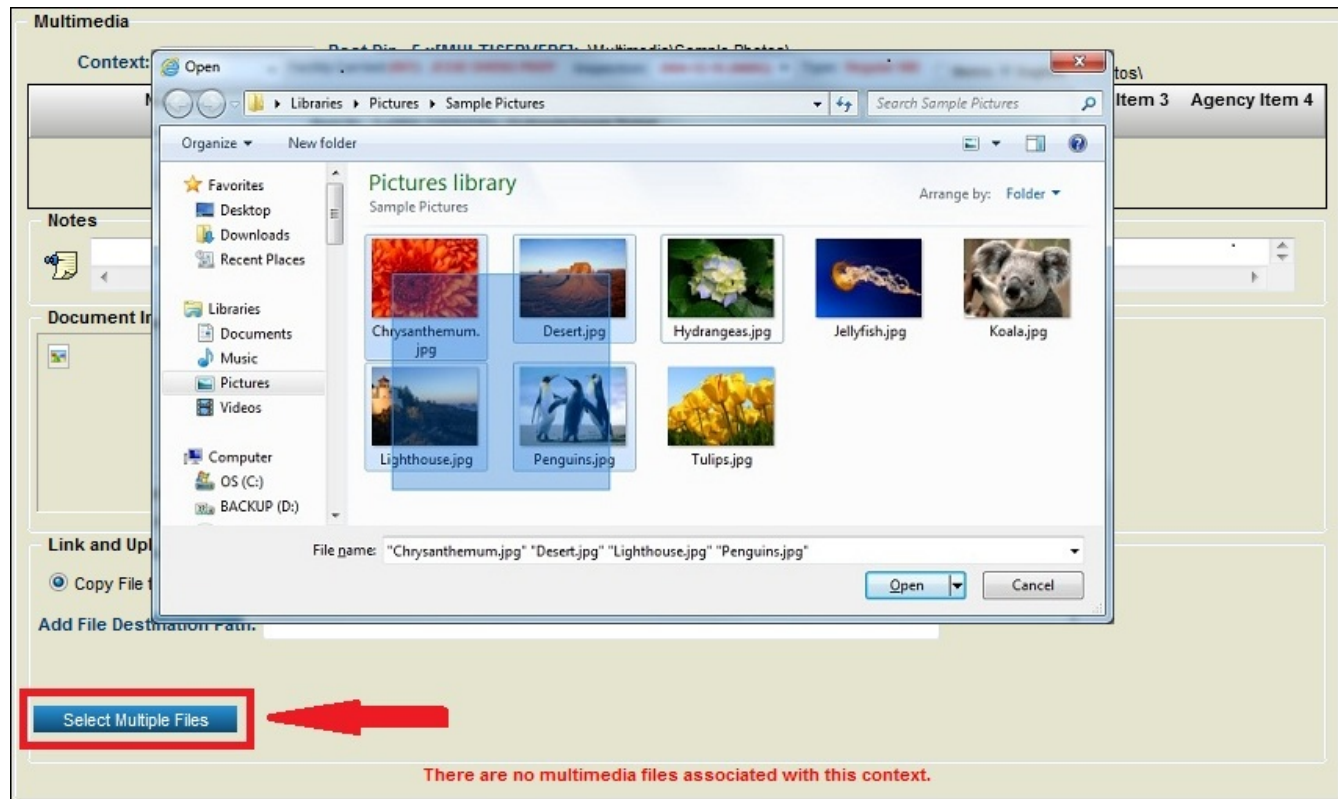 Multimedia
Context:
Open
tos\
Libraries ▸ Pictures ▸ Sample Pictures
Search Sample Pictures
Item 3 Agency Item 4
Organize New folder
Favorites
Desktop
Downloads
Recent Places
Libraries
Documents
Music
Pictures
Videos
Computer
OS (C:)
BACKUP (D:)
Pictures library
Sample Pictures
Arrange by: Folder
Chrysanthemum.
jpg
Desert.jpg
Hydrangeas.jpg
Jellyfish.jpg
Koala.jpg
Lighthouse.jpg
Penguins.jpg
Tulips.jpg
Notes
Document
Link and Upl
File name: "Chrysanthemum.jpg" "Desert.jpg" "Lighthouse.jpg" "Penguins.jpg"
Copy File
Open Cancel
Add File Destination Path:
Select Multiple Files
There are no multimedia files associated with this context.